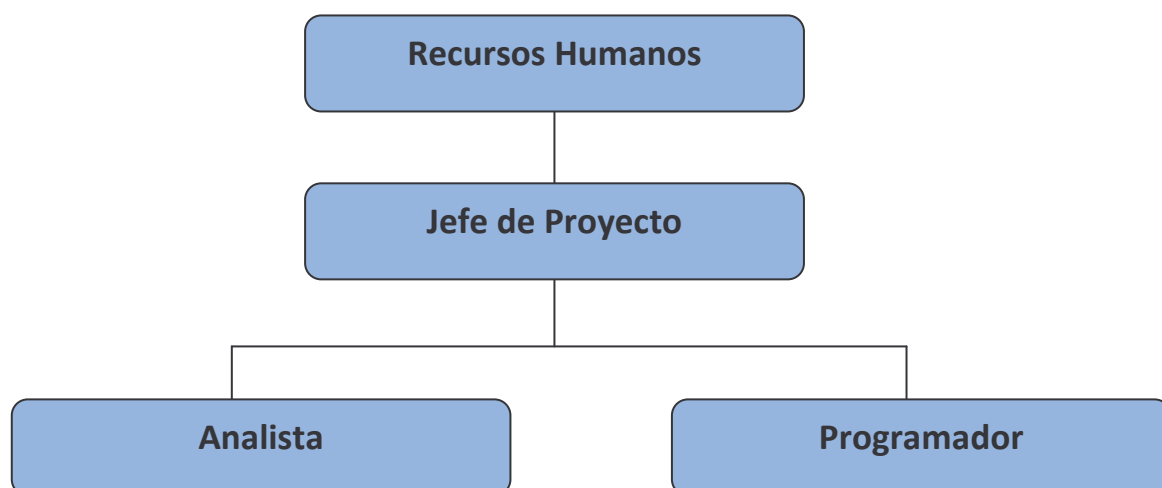 Recursos Humanos
Jefe de Proyecto
Analista
Programador